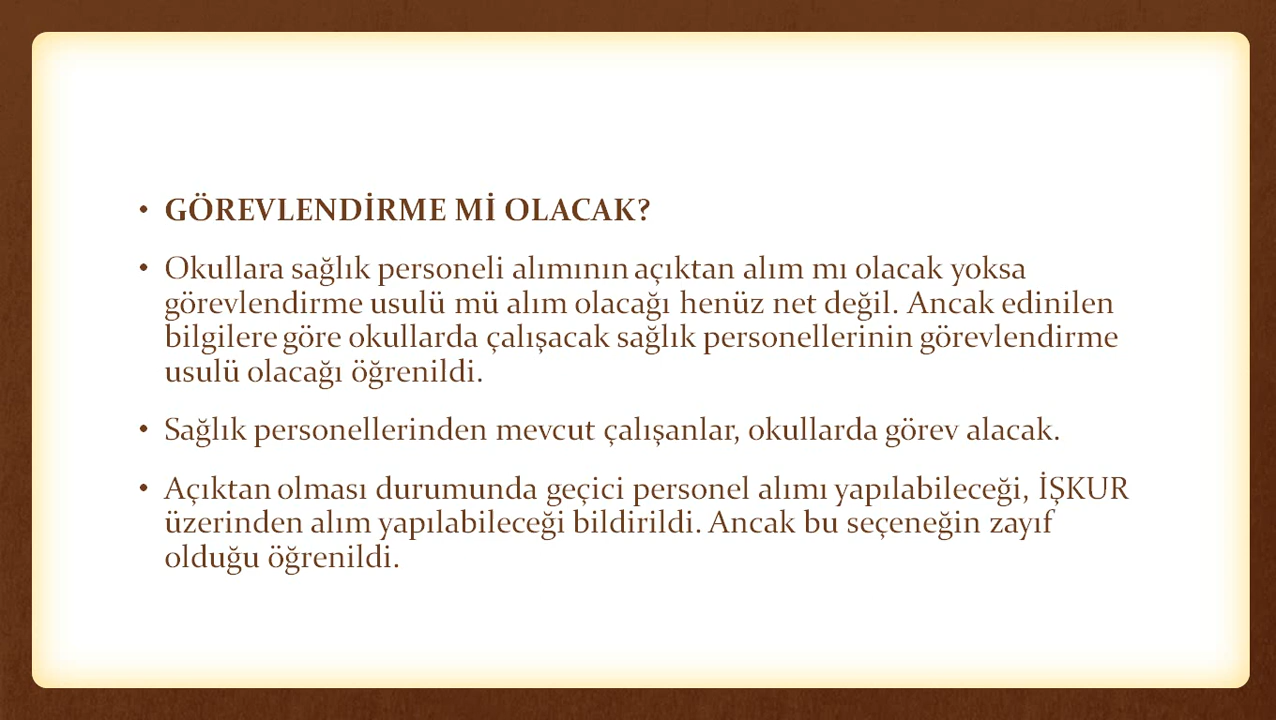 • GÖREVLENDİRME Mİ OLACAK?
• Okullara sağlık personeli alımının açıktan alım mı olacak yoksa
görevlendirme usulü mü alım olacağı henüz net değil. Ancak edinilen
bilgilere göre okullarda çalışacak sağlık personellerinin görevlendirme
usulü olacağı öğrenildi.
• Sağlık personellerinden mevcut çalışanlar, okullarda görev alacak.
• Açıktan olması durumunda geçici personel alımı yapılabileceği, İŞKUR
üzerinden alım yapılabileceği bildirildi. Ancak bu seçeneğin zayıf
olduğu öğrenildi.